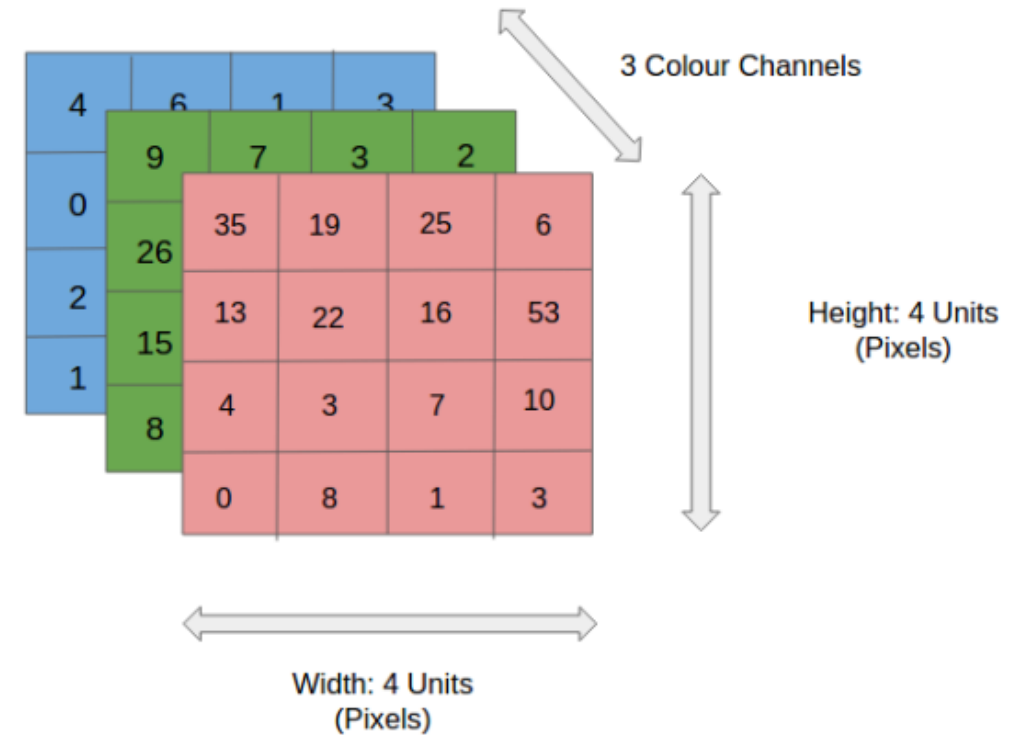 3 Colour Channels
4 6 1 3
9 7 3 2
0
35 19 25 6
26
2
13 22 16 53
Height: 4 Units
(Pixels)
15
1
4 3 7 10
8
0 8 1 3
Width: 4 Units
(Pixels)